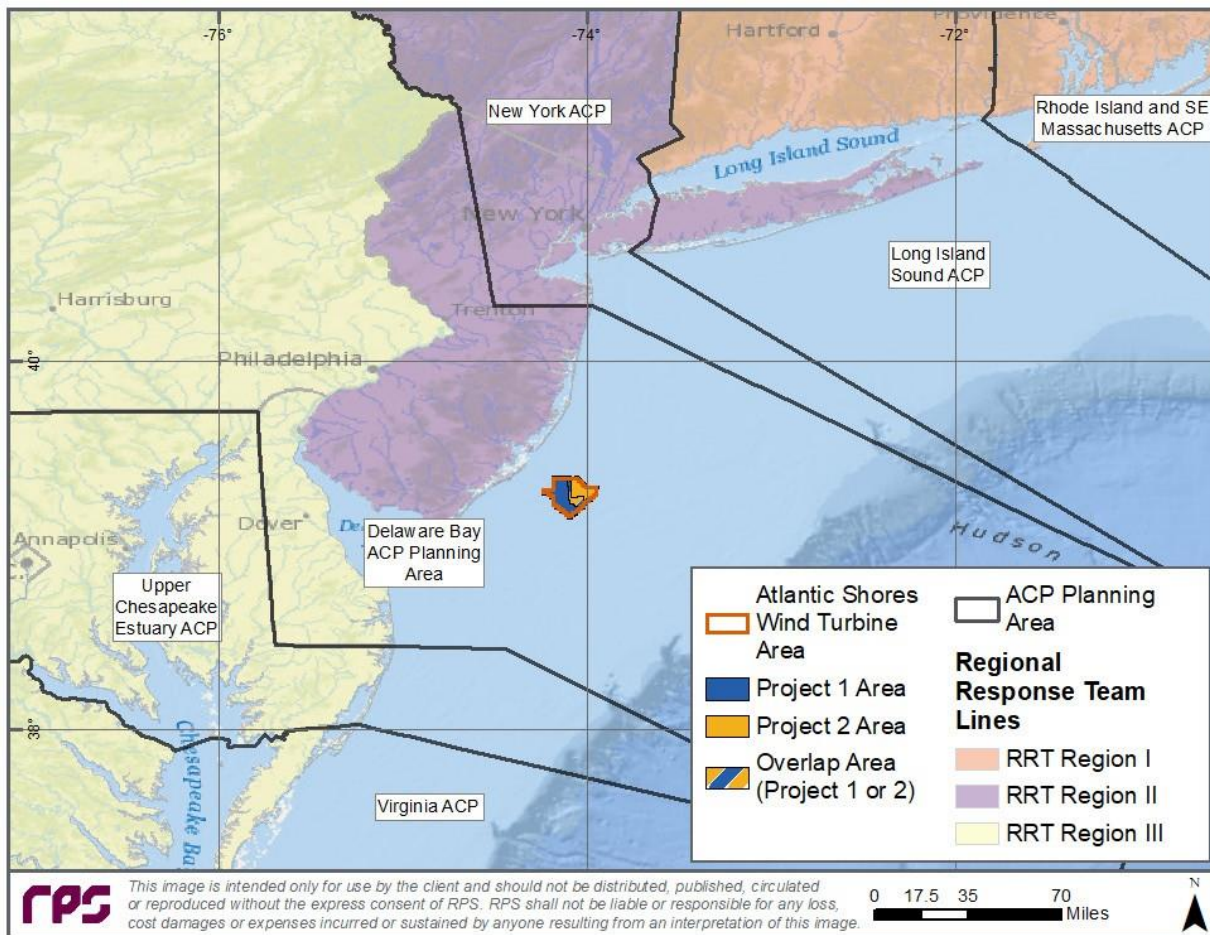 -76°
-74°
-72°
Providence
Hartford
New York ACP
Rhode Island and SE
Massachusetts ACP
Long Island Sound
New York
Long Island
Sound ACP
Harrisburg
Trenton
Philadelphia
40°
Dover
Annapolis
Delaware Bay
ACP Planning
Area
Upper
Chesapeake
Estuary ACP
Hudson
38°
Chesapeake Ba
Virginia ACP
Atlantic Shores
Wind Turbine
Area
Project 1 Area
Project 2 Area
Overlap Area
(Project 1 or 2)
ACP Planning
Area
Regional
Response Team
Lines
RRT Region I
RRT Region II
RRT Region III
rps
This image is intended only for use by the client and should not be distributed, published, circulated
or reproduced without the express consent of RPS. RPS shall not be liable or responsible for any loss,
cost damages or expenses incurred or sustained by anyone resulting from an interpretation of this image.
0 17.5 35 70
Miles
N